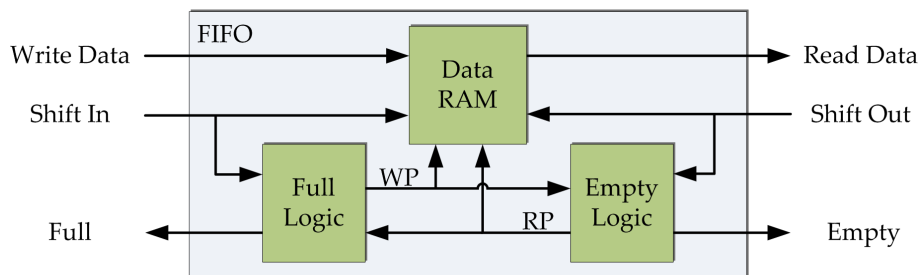 FIFO
Write Data
Data
RAM
Read Data
Shift In
Shift Out
Full
Logic
WP
Empty
Logic
Full
RP
Empty